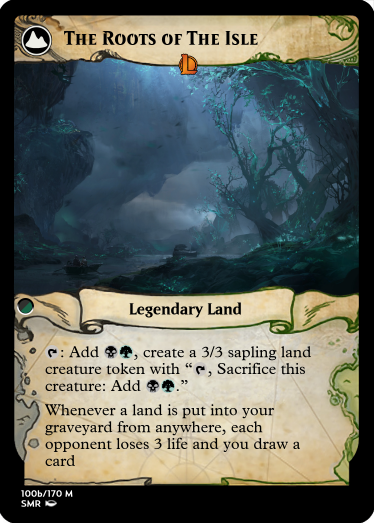 The Roots of The Isle
Legendary Land
: Add , create a 3/3 sapling land
creature token with “ , Sacrifice this
creature: Add .”
Whenever a land is put into your
graveyard from anywhere, each
opponent loses 3 life and you draw a
card
100b/170 M
SMR